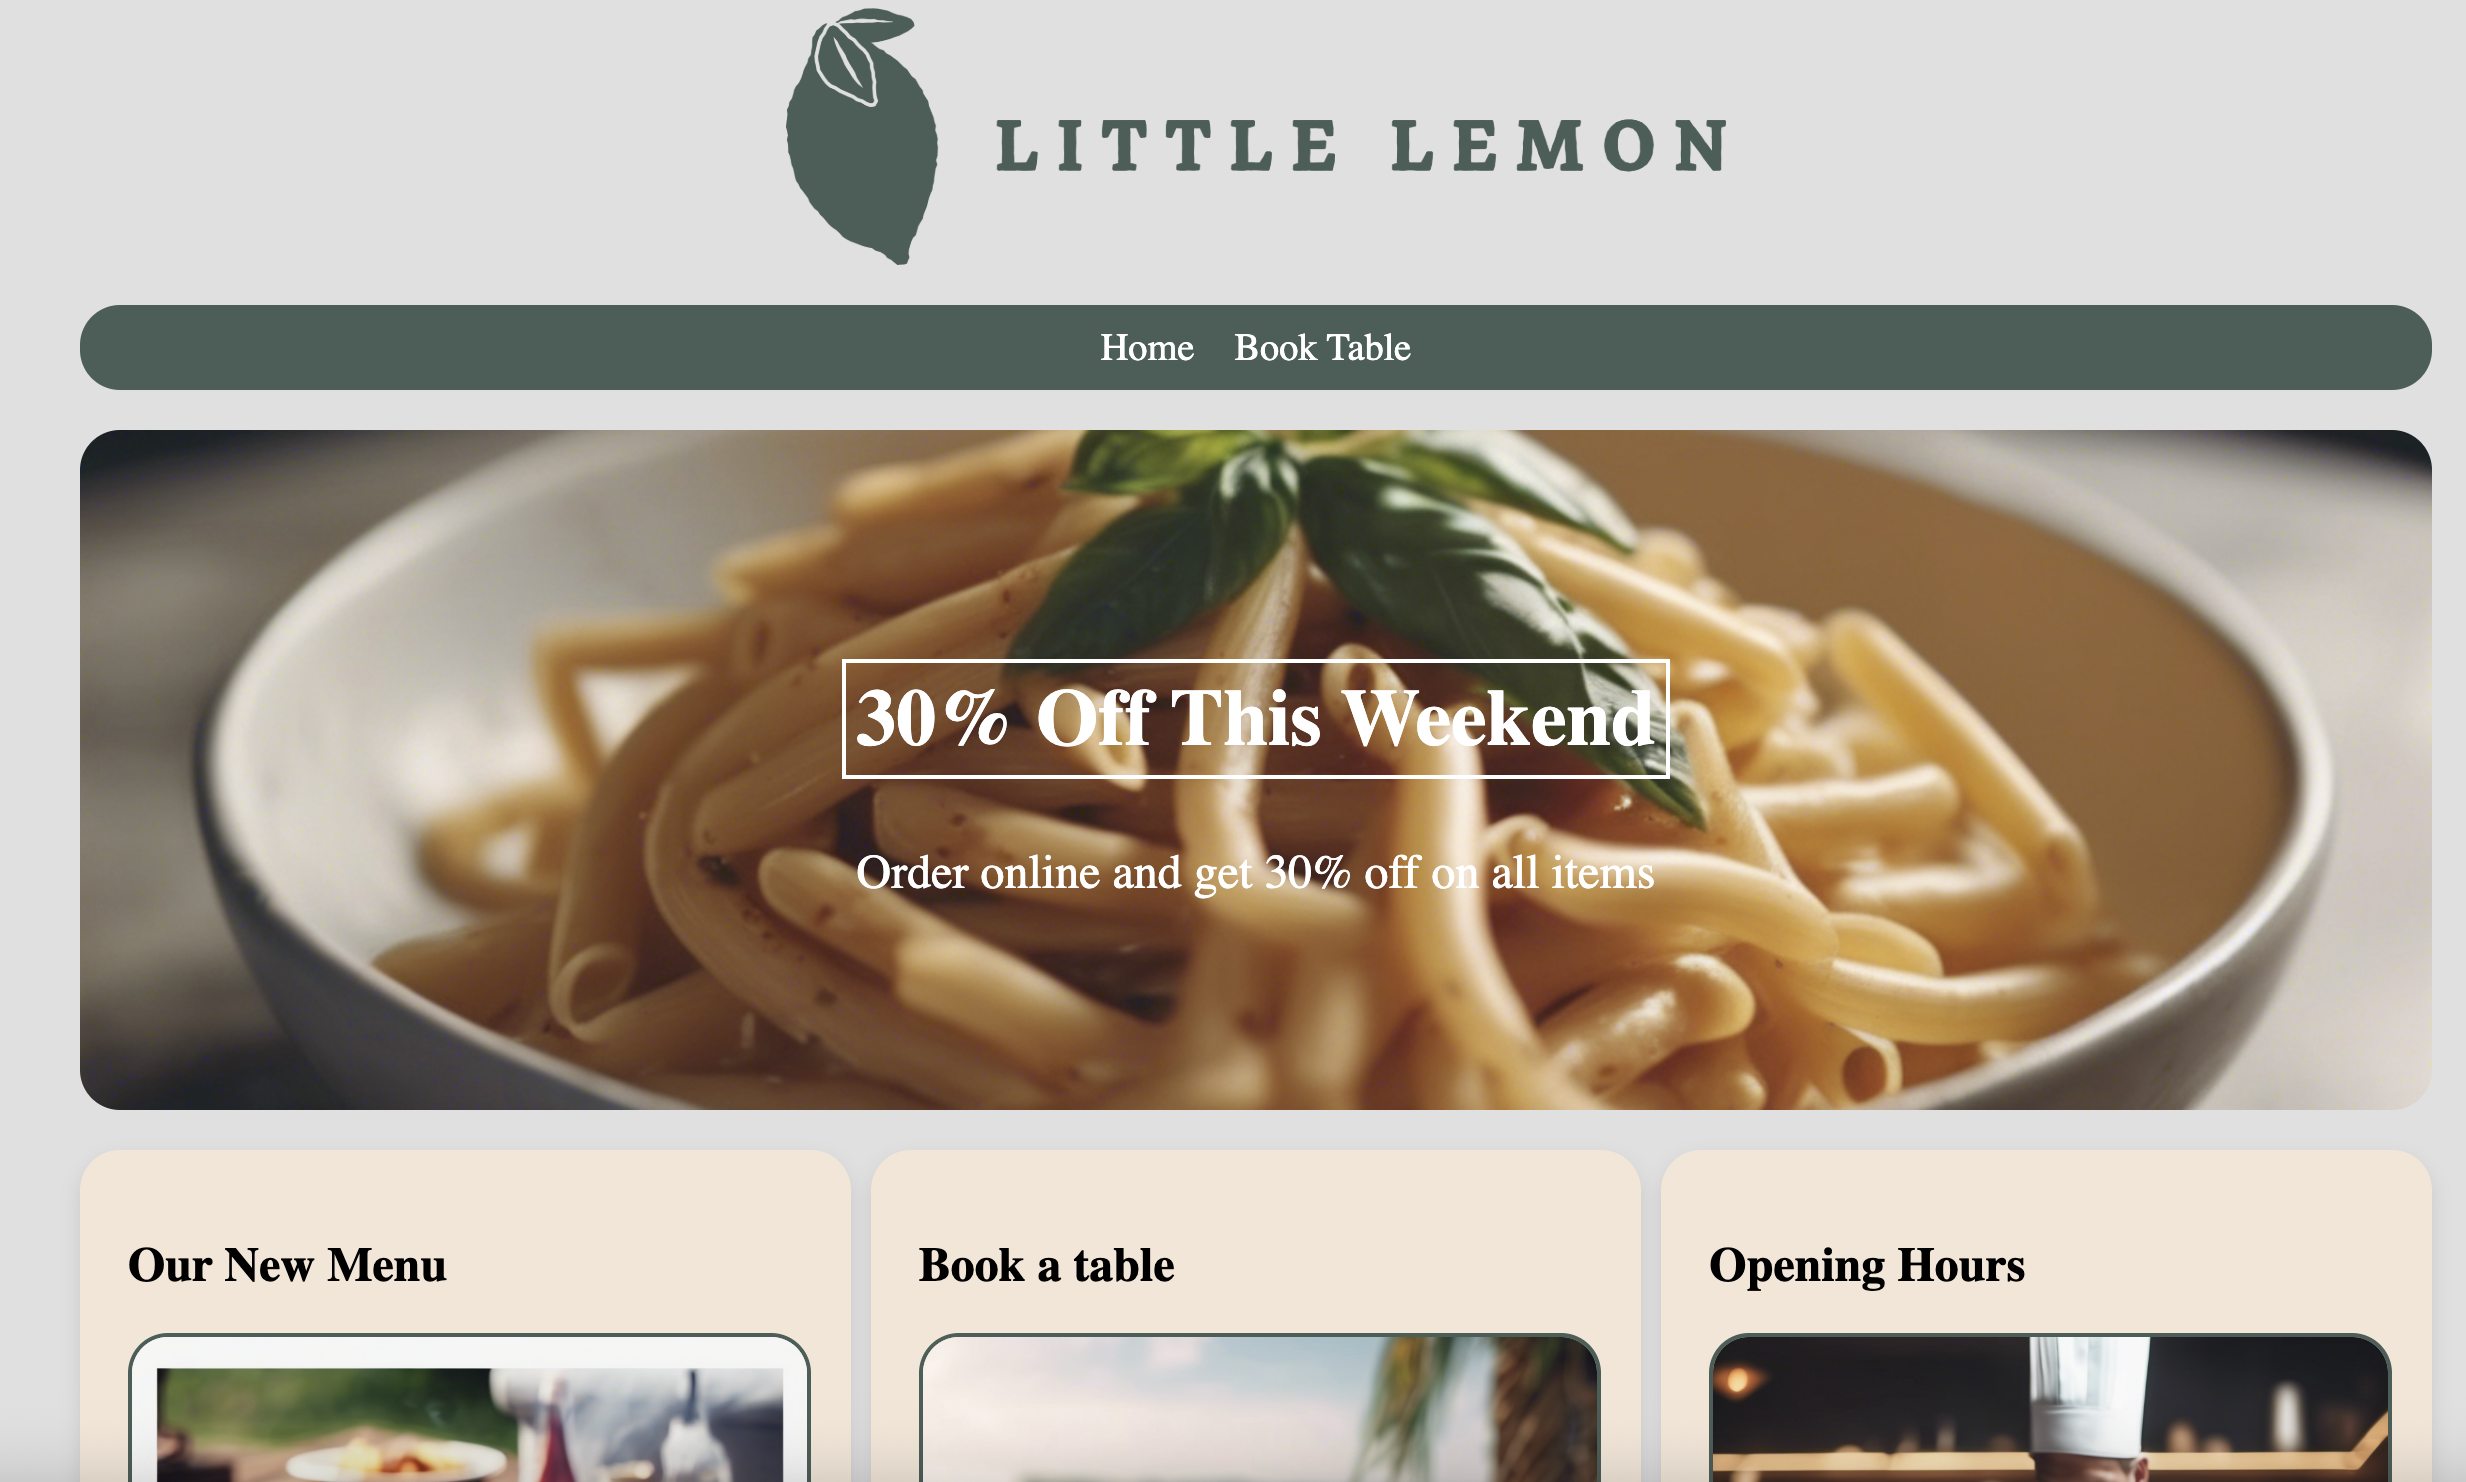 LITTLE LEMON
Home Book Table
30% Off This Weekend
Order online and get 30% off on all items
Our New Menu
Book a table
Opening Hours